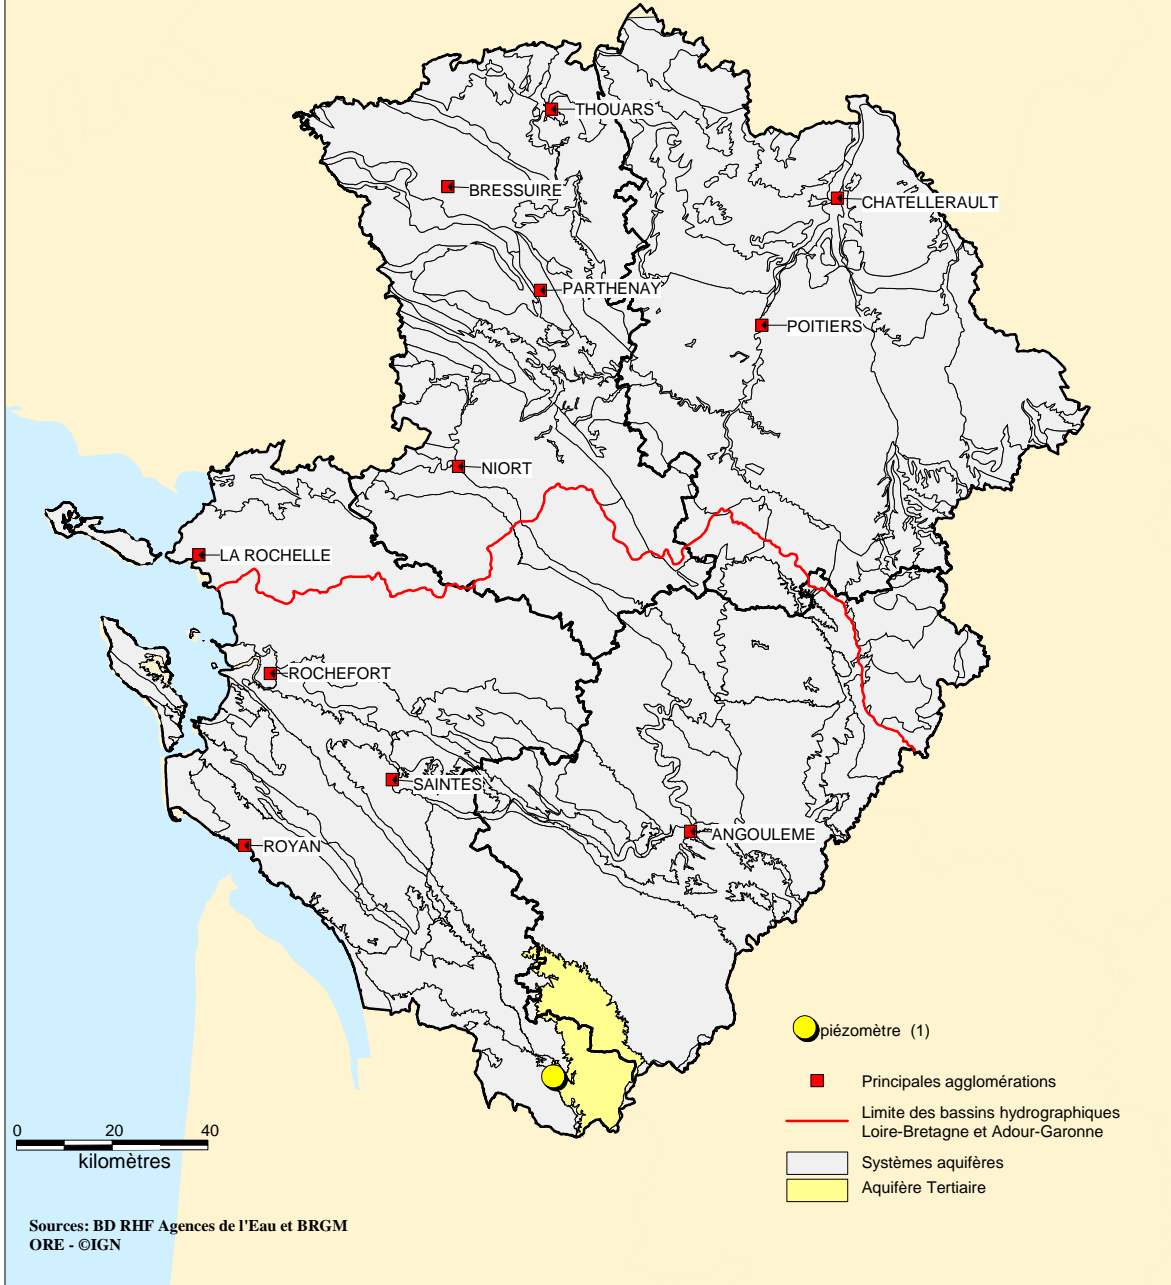 THOUARS
BRESSUIRE
CHATELLERAULT
PARTHENAY
POITIERS
NIORT
LA ROCHELLE
ROCHEFORT
SAINTES
ANGOULEME
ROYAN
piézomètre (1)
Principales agglomérations
Limite des bassins hydrographiques
Loire-Bretagne et Adour-Garonne
Systèmes aquifères
Aquifère Tertiaire
0 20 40
kilomètres
Sources: BD RHF Agences de l'Eau et BRGM
ORE - ©IGN